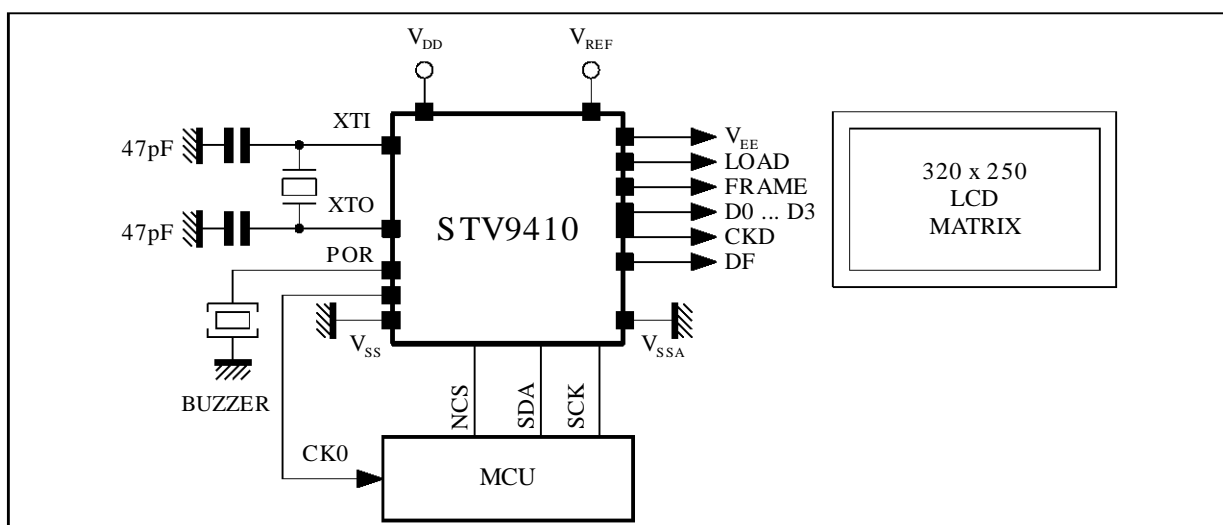 V_DD
V_REF
XTI
47pF
XTO
47pF
POR
STV9410
V_EE
LOAD
FRAME
D0 ... D3
CKD
DF
320 x 250
LCD
MATRIX
V_SS
V_SSA
BUZZER
NCS
SDA
SCK
CK0
MCU